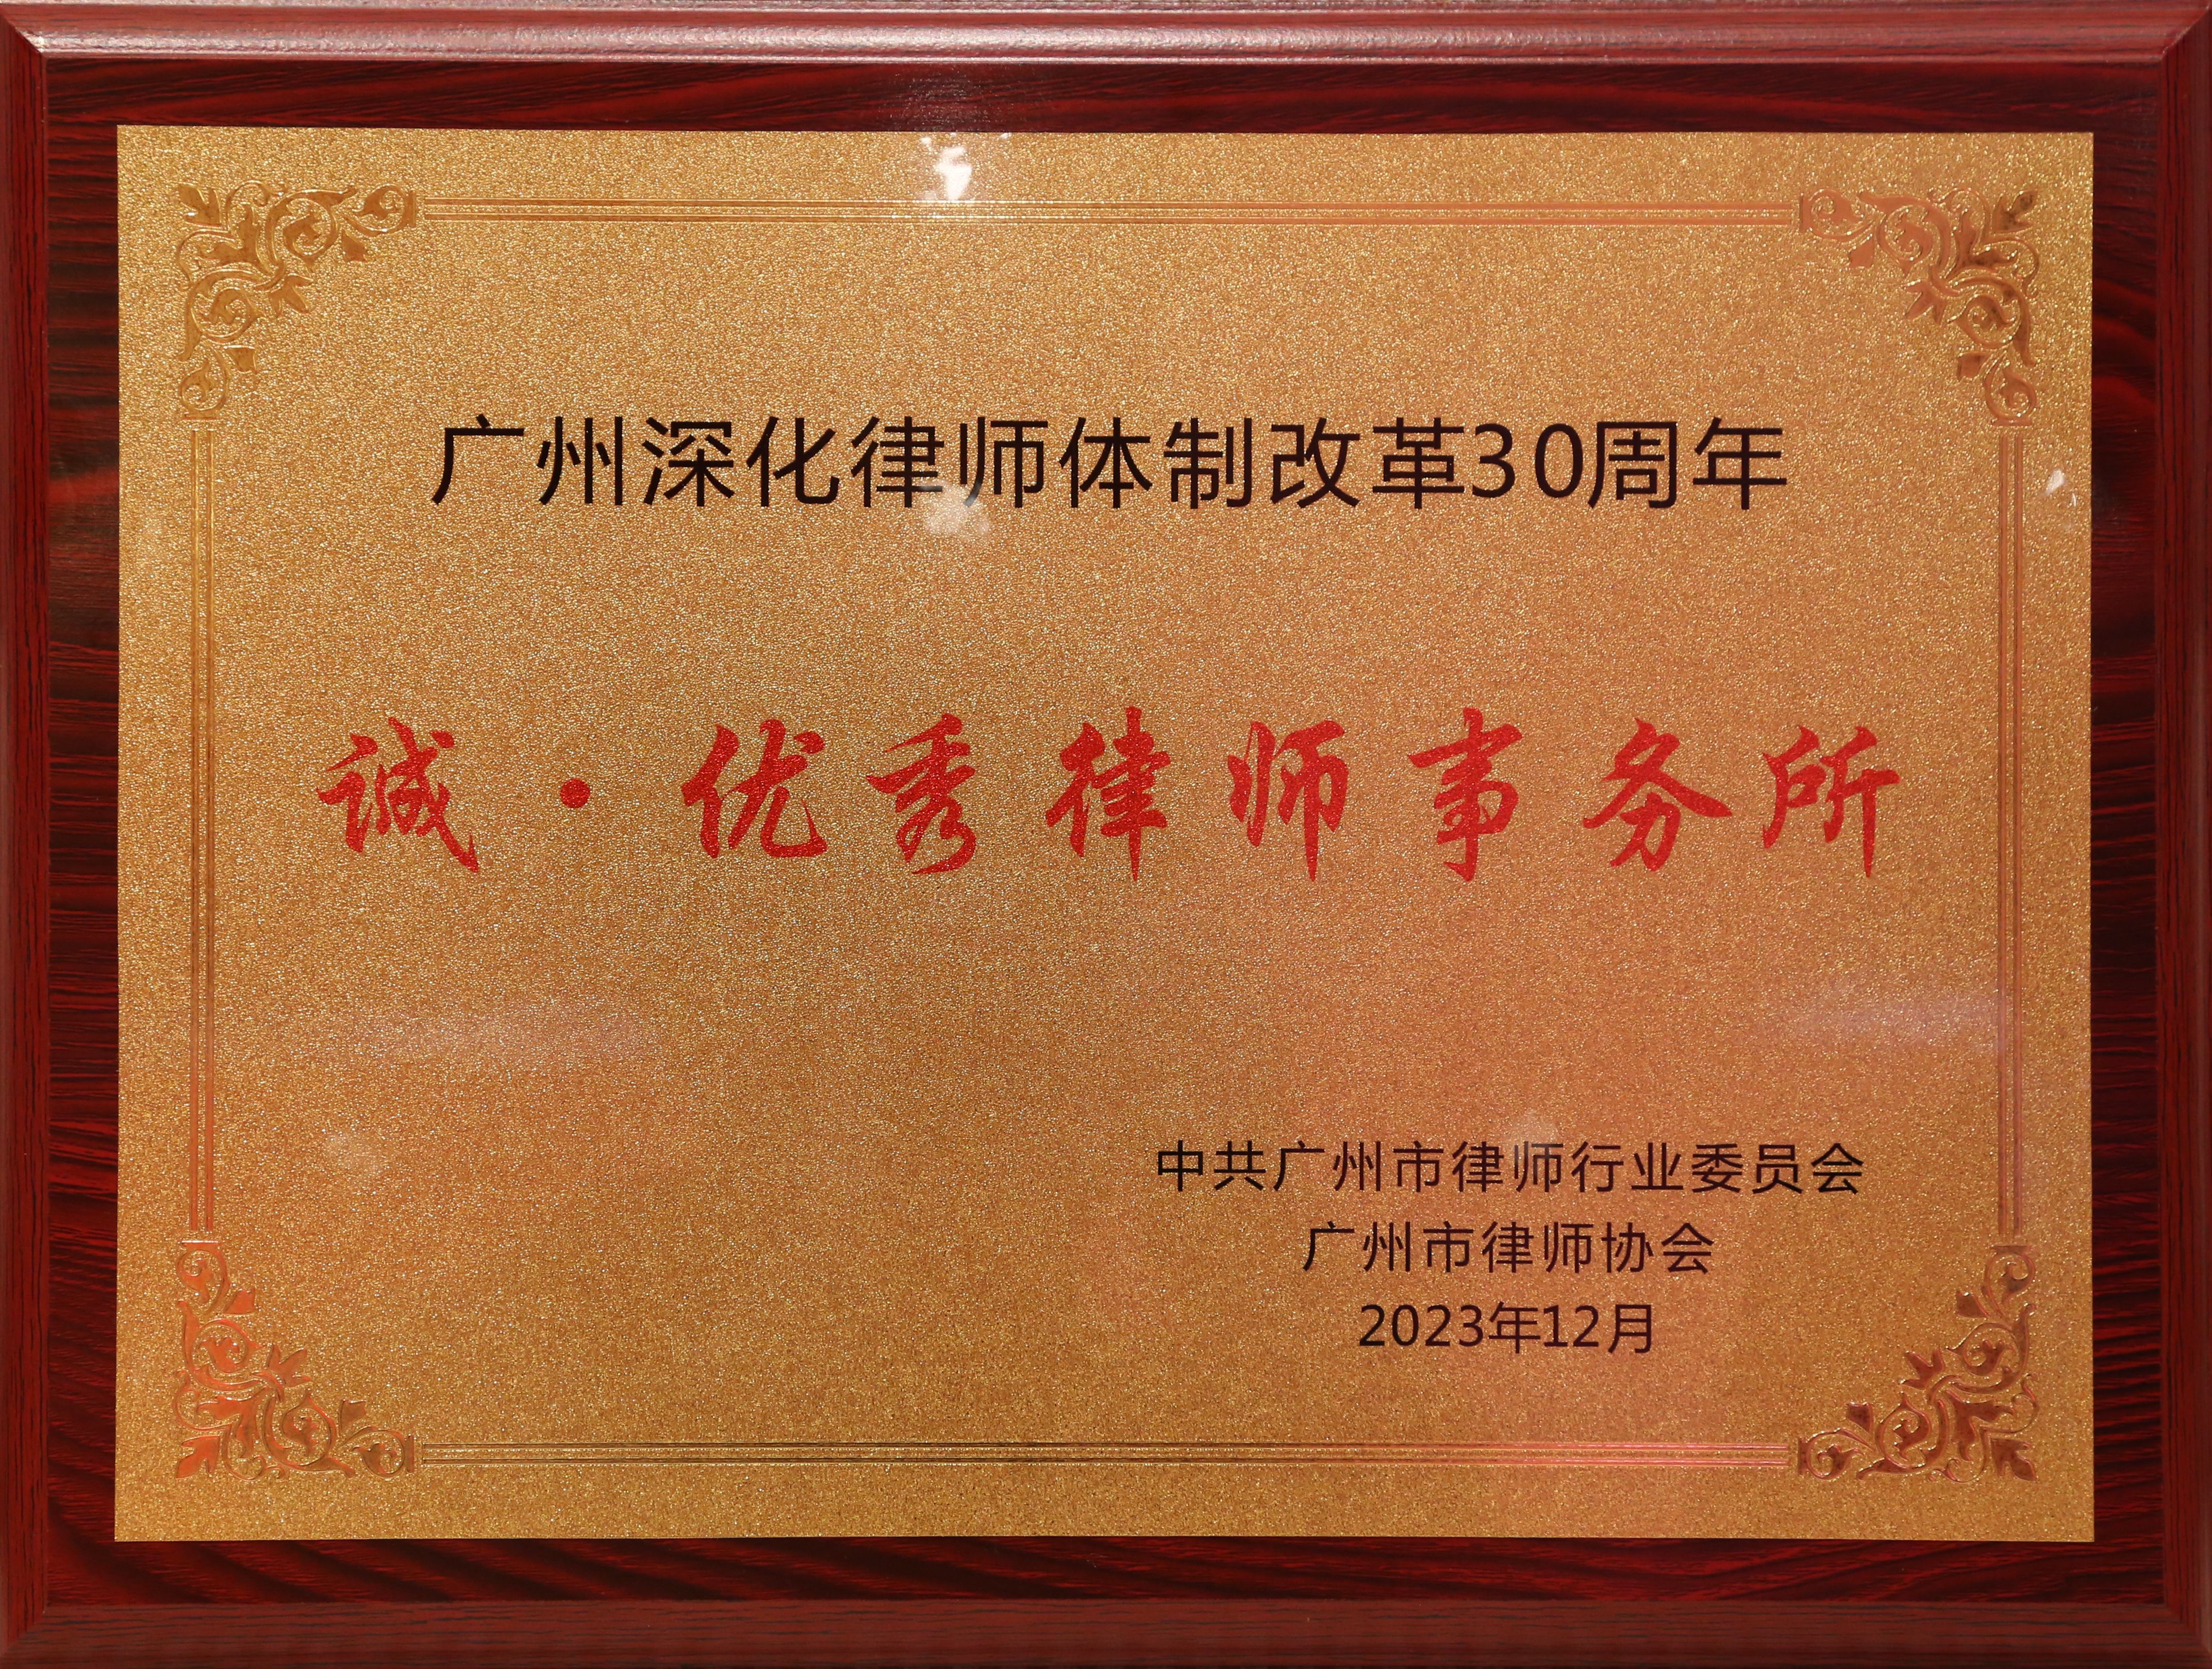 广州深化律师体制改革30周年
诚·优秀律师事务所
中共广州市律师行业委员会
广州市律师协会
2023年12月